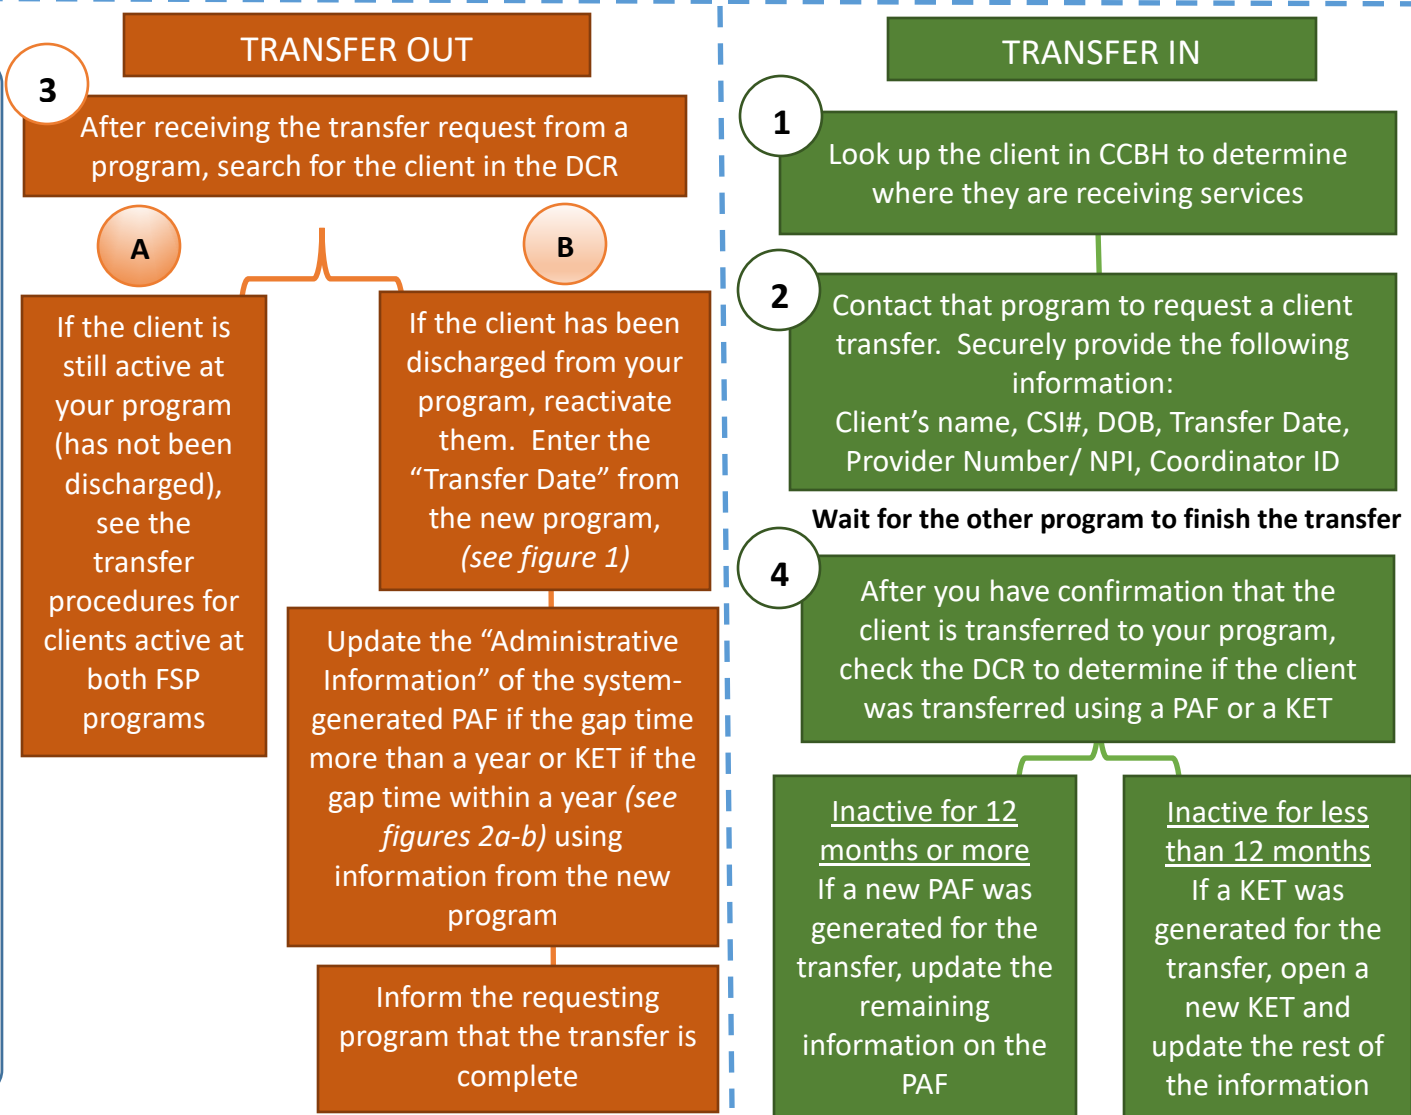 TRANSFER OUT
3
After receiving the transfer request from a
program, search for the client in the DCR
A
If the client is
still active at
your program
(has not been
discharged),
see the
transfer
procedures for
clients active at
both FSP
programs
B
If the client has been
discharged from your
program, reactivate
them.  Enter the
“Transfer Date” from
the new program,
(see figure 1)
Update the “Administrative
Information” of the system-
generated PAF if the gap time
more than a year or KET if the
gap time within a year (see
figures 2a-b) using
information from the new
program
Inform the requesting
program that the transfer is
complete
TRANSFER IN
1
Look up the client in CCBH to determine
where they are receiving services
2
Contact that program to request a client
transfer.  Securely provide the following
information:
Client’s name, CSI#, DOB, Transfer Date,
Provider Number/ NPI, Coordinator ID
Wait for the other program to finish the transfer
4
After you have confirmation that the
client is transferred to your program,
check the DCR to determine if the client
was transferred using a PAF or a KET
Inactive for 12
months or more
If a new PAF was
generated for the
transfer, update the
remaining
information on the
PAF
Inactive for less
than 12 months
If a KET was
generated for the
transfer, open a
new KET and
update the rest of
the information